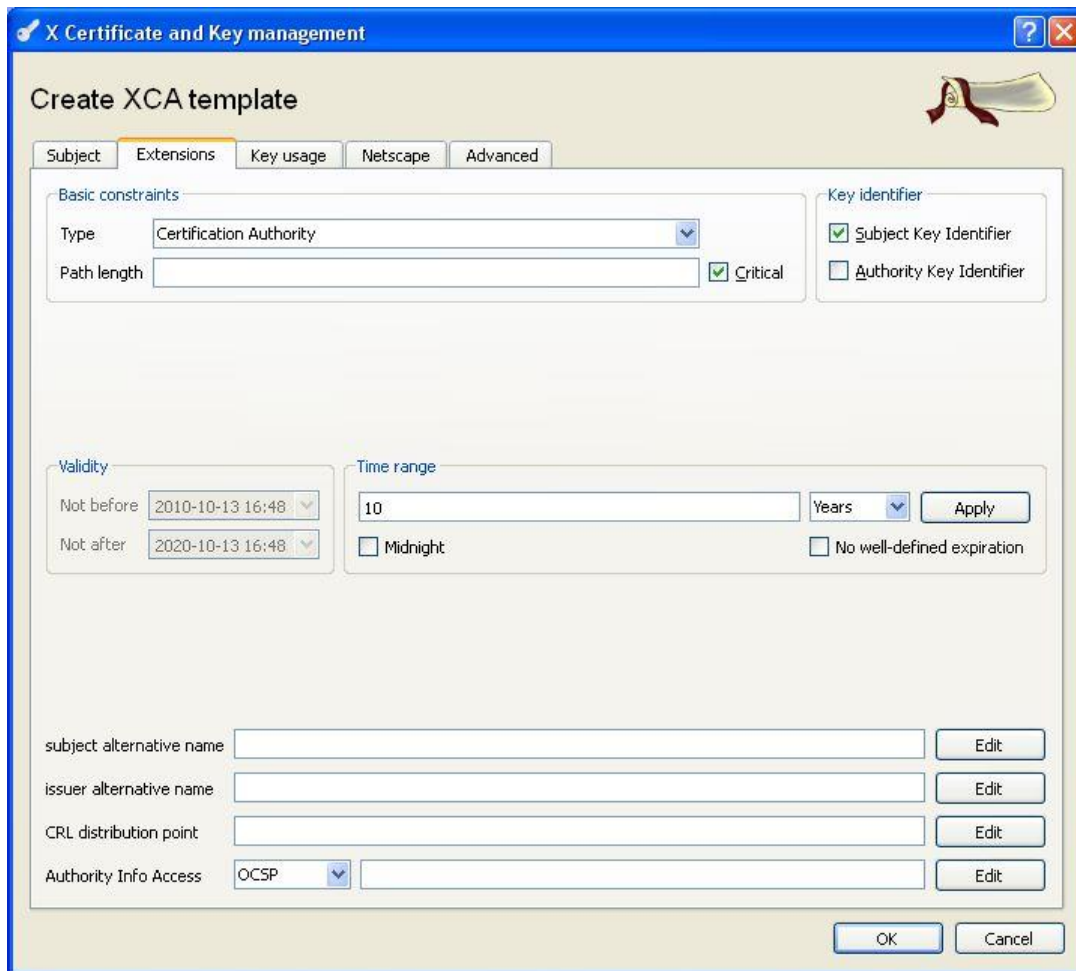 X Certificate and Key management
Create XCA template
Subject Extensions Key usage Netscape Advanced
Basic constraints
Type Certification Authority
Path length Critical
Key identifier
Subject Key Identifier
Authority Key Identifier
Validity
Not before 2010-10-13 16:48
Not after 2020-10-13 16:48
Time range
10 Years Apply
Midnight No well-defined expiration
subject alternative name Edit
issuer alternative name Edit
CRL distribution point Edit
Authority Info Access OCSP Edit
OK Cancel